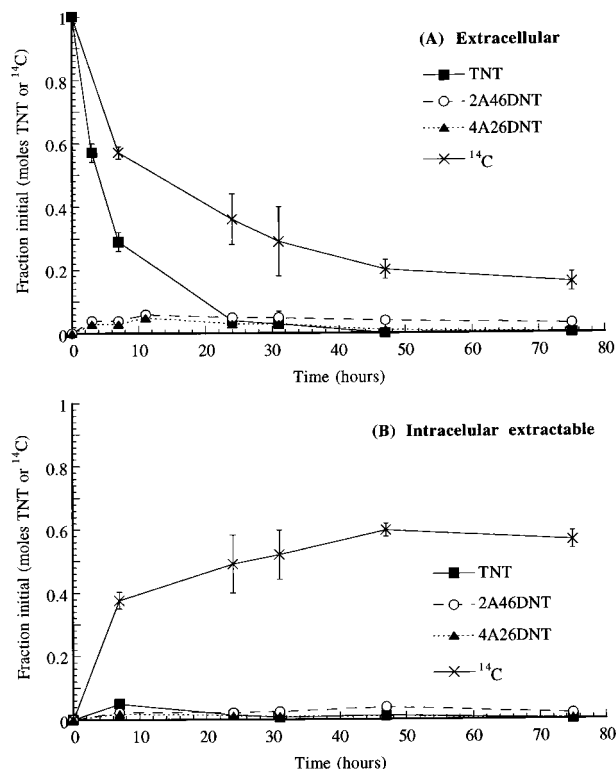 Fraction initial (moles TNT or ¹⁴C)
1
0.8
0.6
0.4
0.2
0
(A) Extracellular
TNT
2A46DNT
4A26DNT
¹⁴C
0 10 20 30 40 50 60 70 80
Time (hours)
Fraction initial (moles TNT or ¹⁴C)
1
0.8
0.6
0.4
0.2
0
(B) Intracelular extractable
TNT
2A46DNT
4A26DNT
¹⁴C
0 10 20 30 40 50 60 70 80
Time (hours)